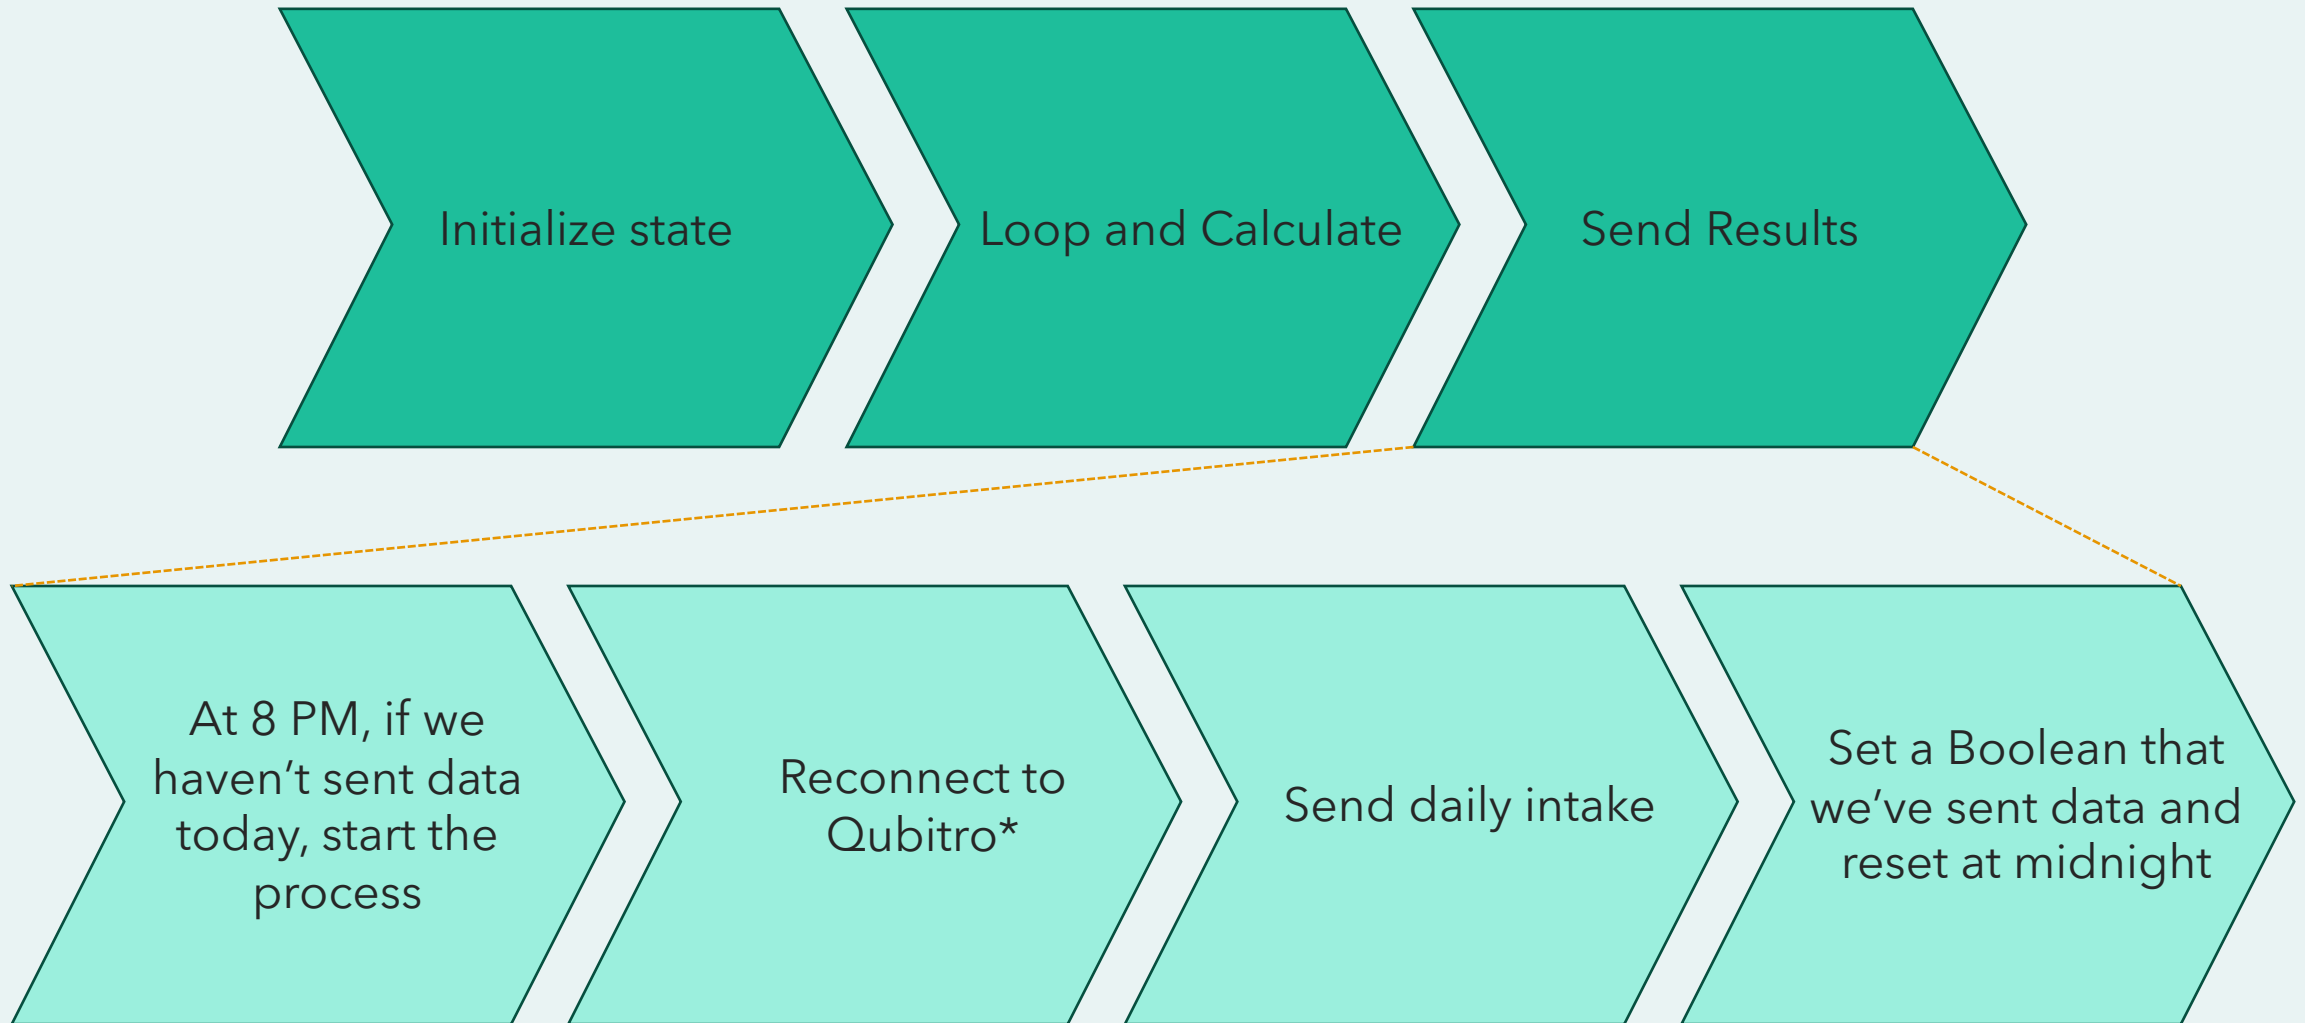 Initialize state
Loop and Calculate
Send Results
At 8 PM, if we
haven’t sent data
today, start the
process
Reconnect to
Qubitro*
Send daily intake
Set a Boolean that
we’ve sent data and
reset at midnight